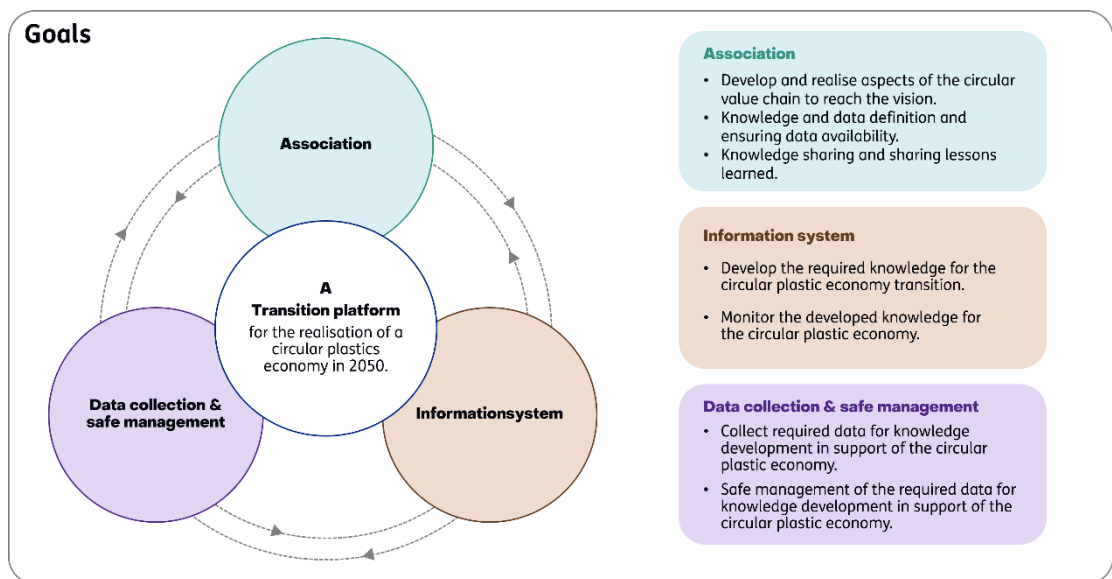 Goals
Association
A
Transition platform
for the realisation of a
circular plastics
economy in 2050.
Data collection &
safe management
Informationsystem
Association
• Develop and realise aspects of the circular
value chain to reach the vision.
• Knowledge and data definition and
ensuring data availability.
• Knowledge sharing and sharing lessons
learned.
Information system
• Develop the required knowledge for the
circular plastic economy transition.
• Monitor the developed knowledge for
the circular plastic economy.
Data collection & safe management
• Collect required data for knowledge
development in support of the circular
plastic economy.
• Safe management of the required data for
knowledge development in support of the
circular plastic economy.